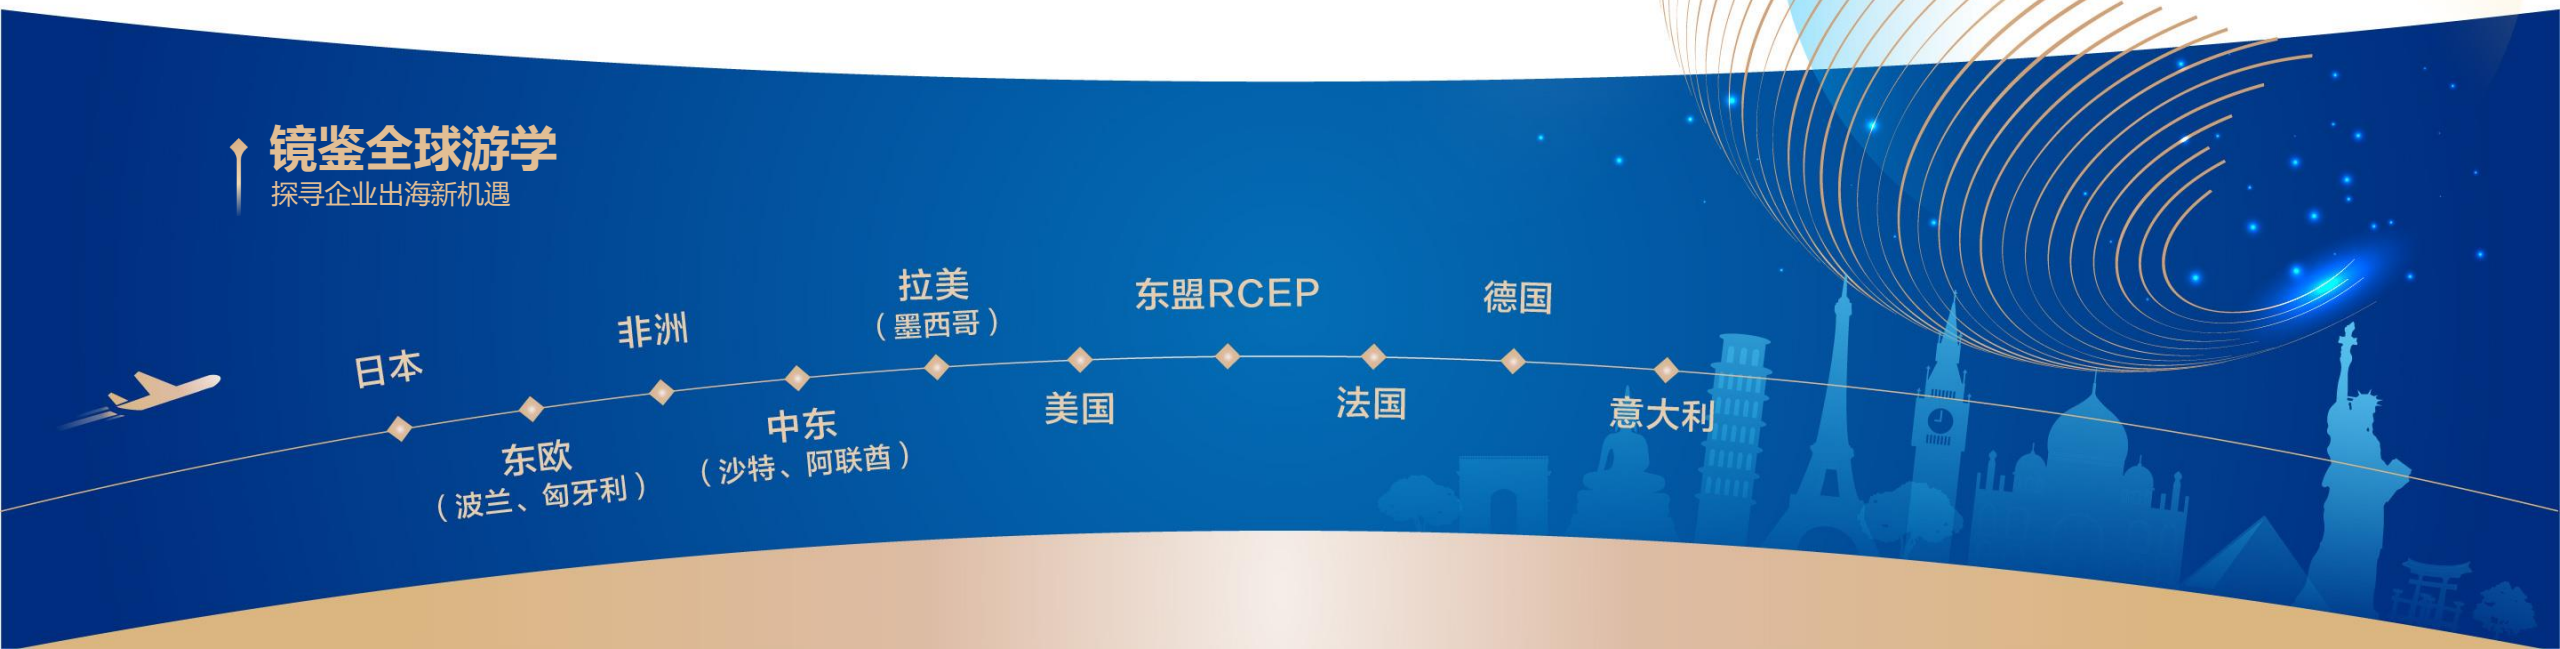 镜鉴全球游学
探寻企业出海新机遇
日本
东欧
（波兰、匈牙利）
非洲
中东
（沙特、阿联酋）
拉美
（墨西哥）
美国
东盟RCEP
法国
德国
意大利